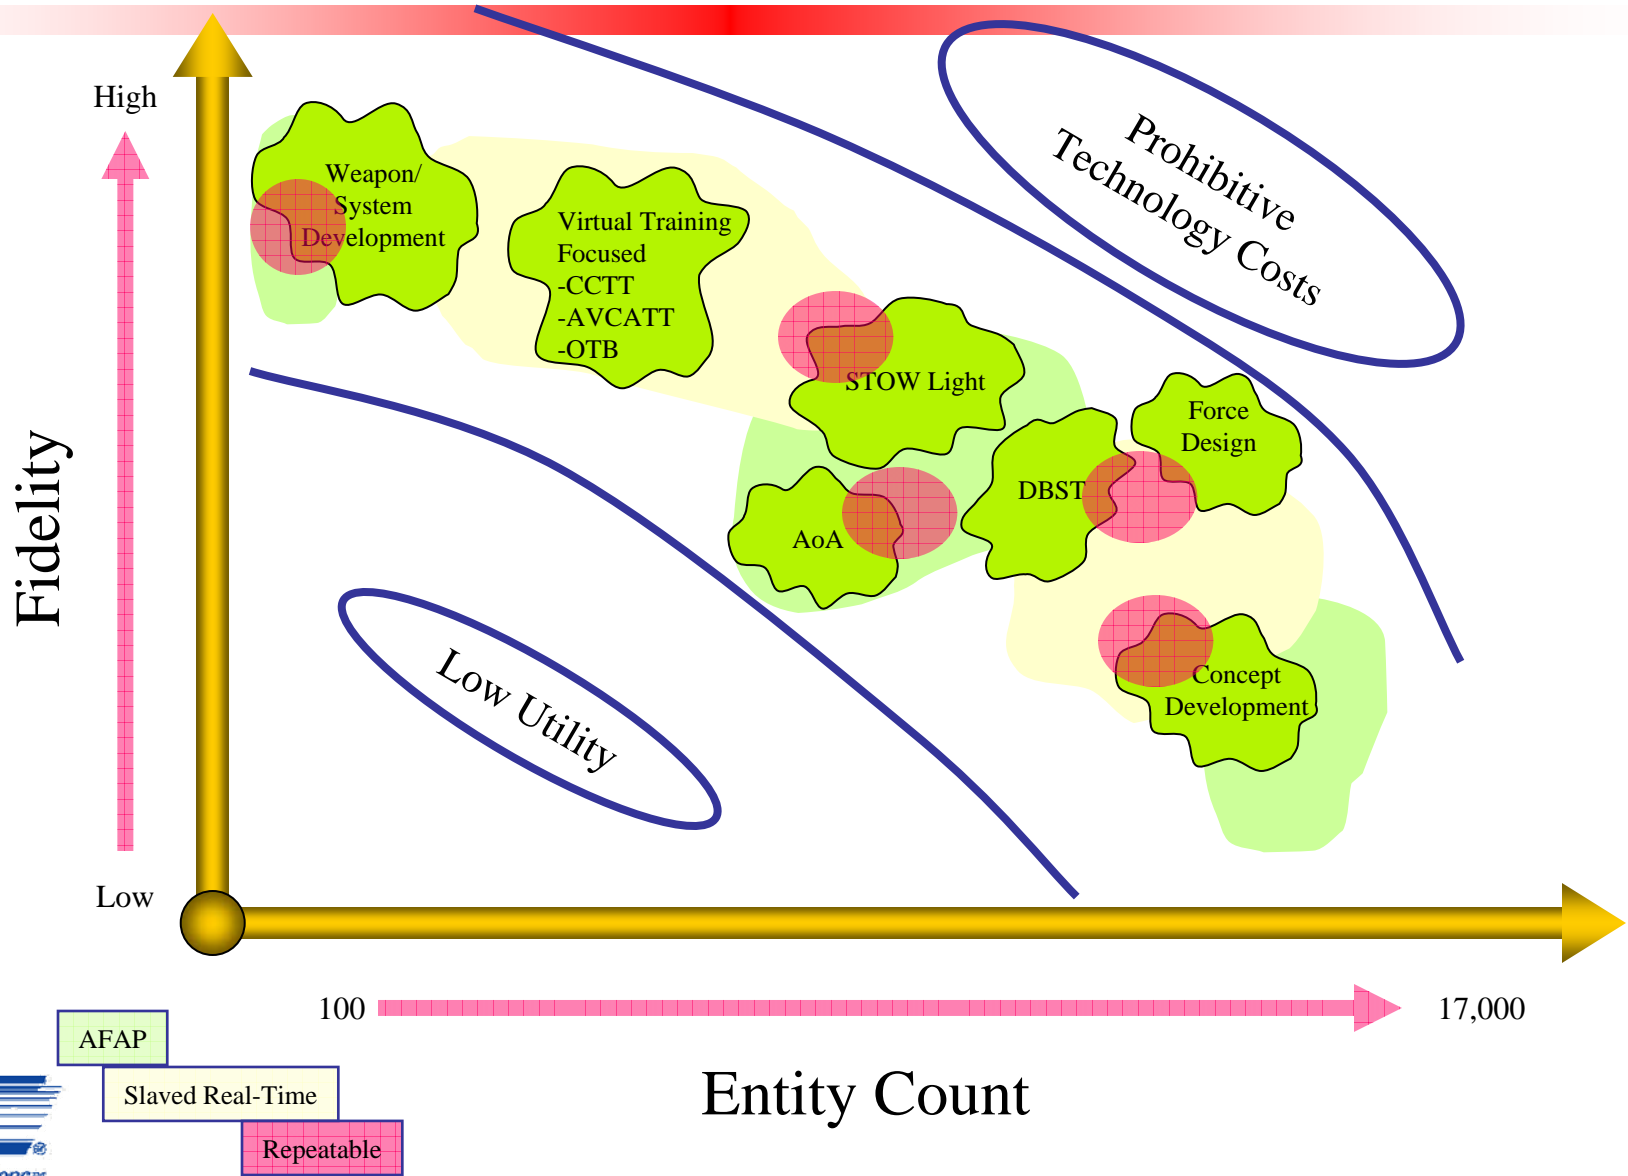 High
Prohibitive
Technology Costs
Weapon/
System
Development
Virtual Training
Focused
-CCTT
-AVCATT
-OTB
STOW Light
Force
Design
DBST
AoA
Fidelity
Low Utility
Concept
Development
Low
100
17,000
AFAP
Slaved Real-Time
Entity Count
Repeatable